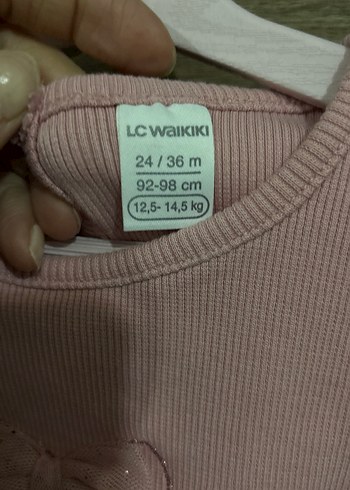 LC WAIKIKI
24 / 36 m
92-98 cm
12,5- 14,5 kg